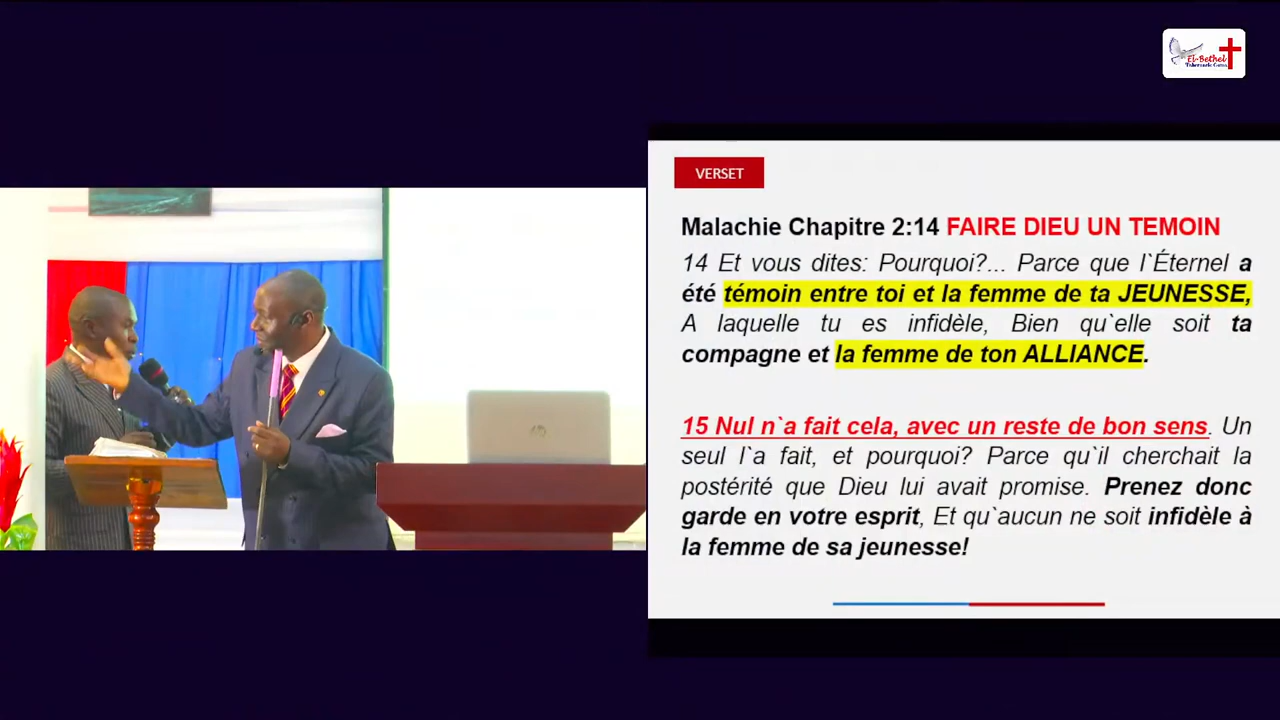 El-Bethel
Tabernacle Goma
VERSET
Malachie Chapitre 2:14 FAIRE DIEU UN TEMOIN
14 Et vous dites: Pourquoi?... Parce que l`Éternel a
été témoin entre toi et la femme de ta JEUNESSE,
A laquelle tu es infidèle, Bien qu`elle soit ta
compagne et la femme de ton ALLIANCE.
15 Nul n`a fait cela, avec un reste de bon sens. Un
seul l`a fait, et pourquoi? Parce qu`il cherchait la
postérité que Dieu lui avait promise. Prenez donc
garde en votre esprit, Et qu`aucun ne soit infidèle à
la femme de sa jeunesse!
hp